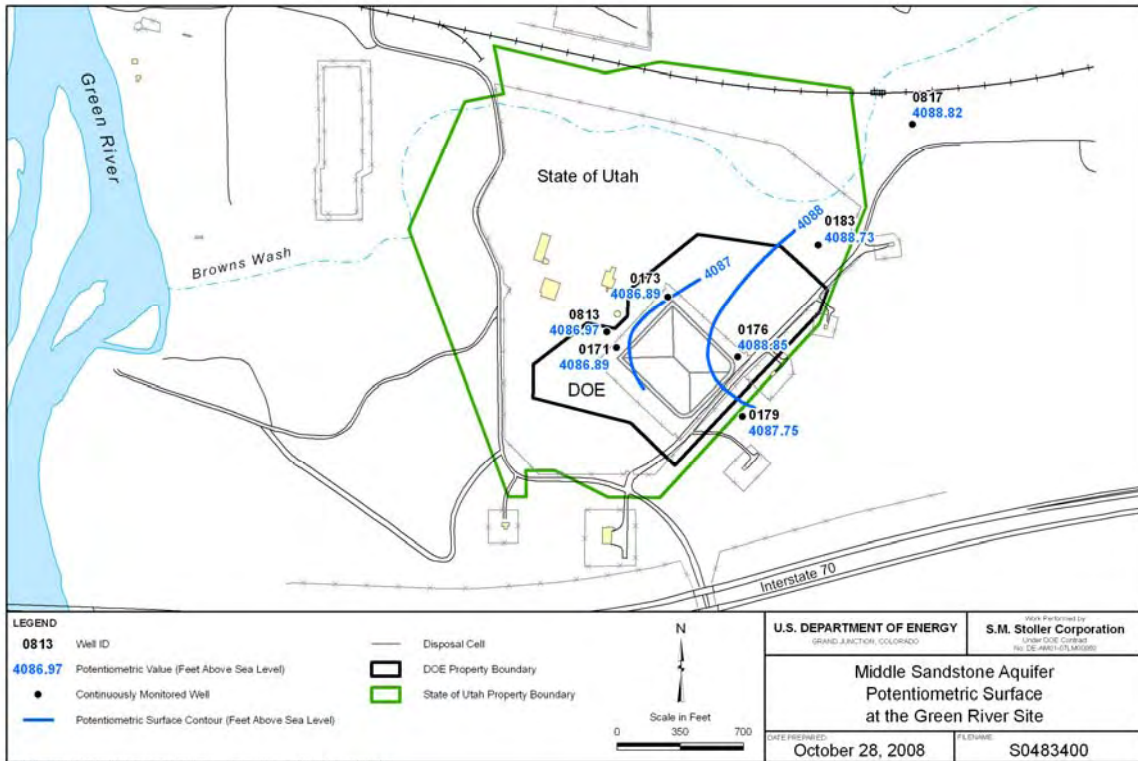 Green River
Browns Wash
State of Utah
DOE
Interstate 70
0817
4088.82
4088
0183
4088.73
4087
0173
4086.89
0813
4086.97
0171
4086.89
0176
4088.85
0179
4087.75
LEGEND
0813 Well ID
4086.97 Potentiometric Value (Feet Above Sea Level)
Continuously Monitored Well
Potentiometric Surface Contour (Feet Above Sea Level)
Disposal Cell
DOE Property Boundary
State of Utah Property Boundary
N
Scale in Feet
0 350 700
U.S. DEPARTMENT OF ENERGY
GRAND JUNCTION, COLORADO
Work Performed by
S.M. Stoller Corporation
Under DOE Contract
Middle Sandstone Aquifer
Potentiometric Surface
at the Green River Site
DATE PREPARED:
October 28, 2008
FILENAME:
S0483400